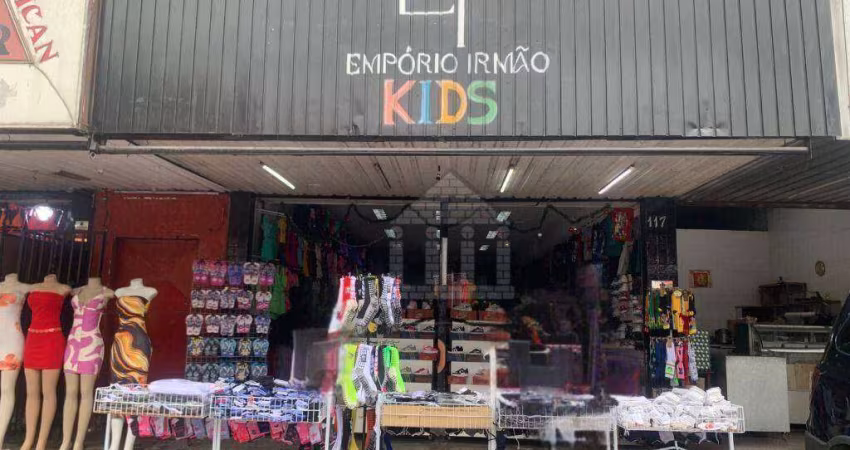 ICAN
R
EMPÓRIO IRMÃO
KIDS
117